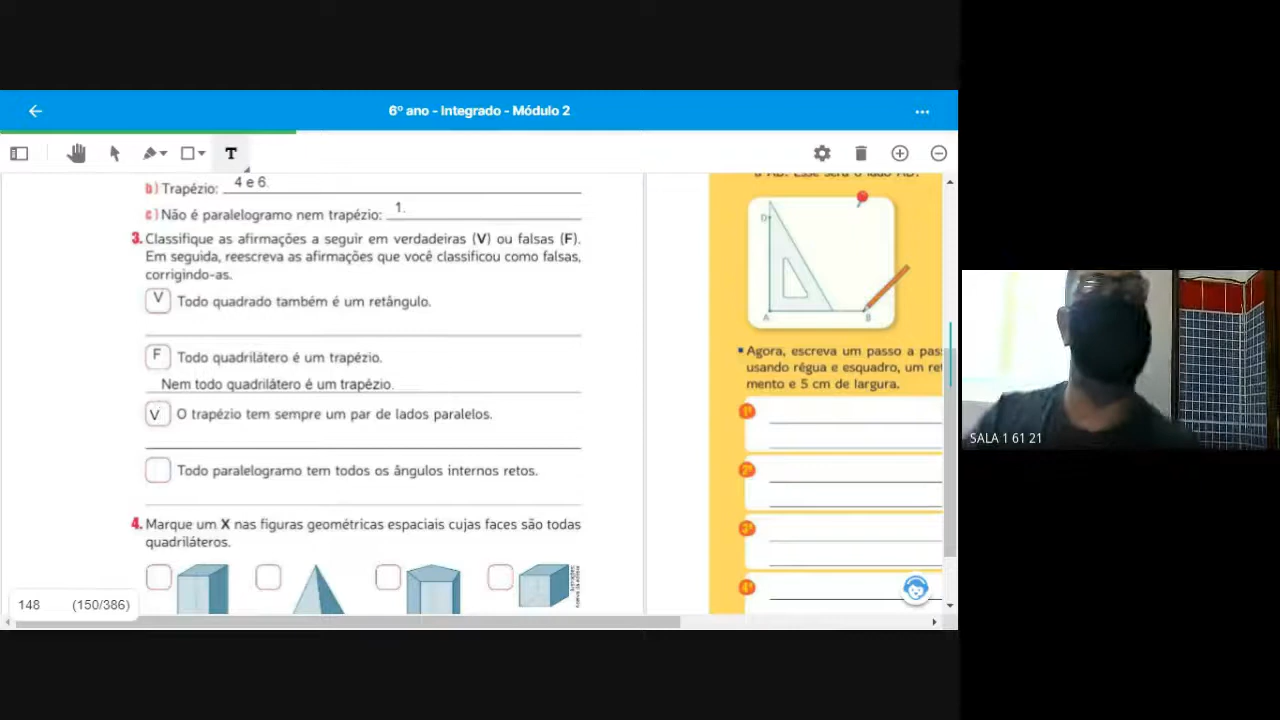 6º ano - Integrado - Módulo 2
b) Trapézio: 4 e 6.
c) Não é paralelogramo nem trapézio: 1.
3. Classifique as afirmações a seguir em verdadeiras (V) ou falsas (F).
Em seguida, reescreva as afirmações que você classificou como falsas,
corrigindo-as.
V Todo quadrado também é um retângulo.
F Todo quadrilátero é um trapézio.
Nem todo quadrilátero é um trapézio.
V O trapézio tem sempre um par de lados paralelos.
Todo paralelogramo tem todos os ângulos internos retos.
4. Marque um X nas figuras geométricas espaciais cujas faces são todas
quadriláteros.
148 (150/386)
D
A B
• Agora, escreva um passo a pas
usando régua e esquadro, um re
mento e 5 cm de largura.
1º
2º
3º
4º
SALA 1 61 21